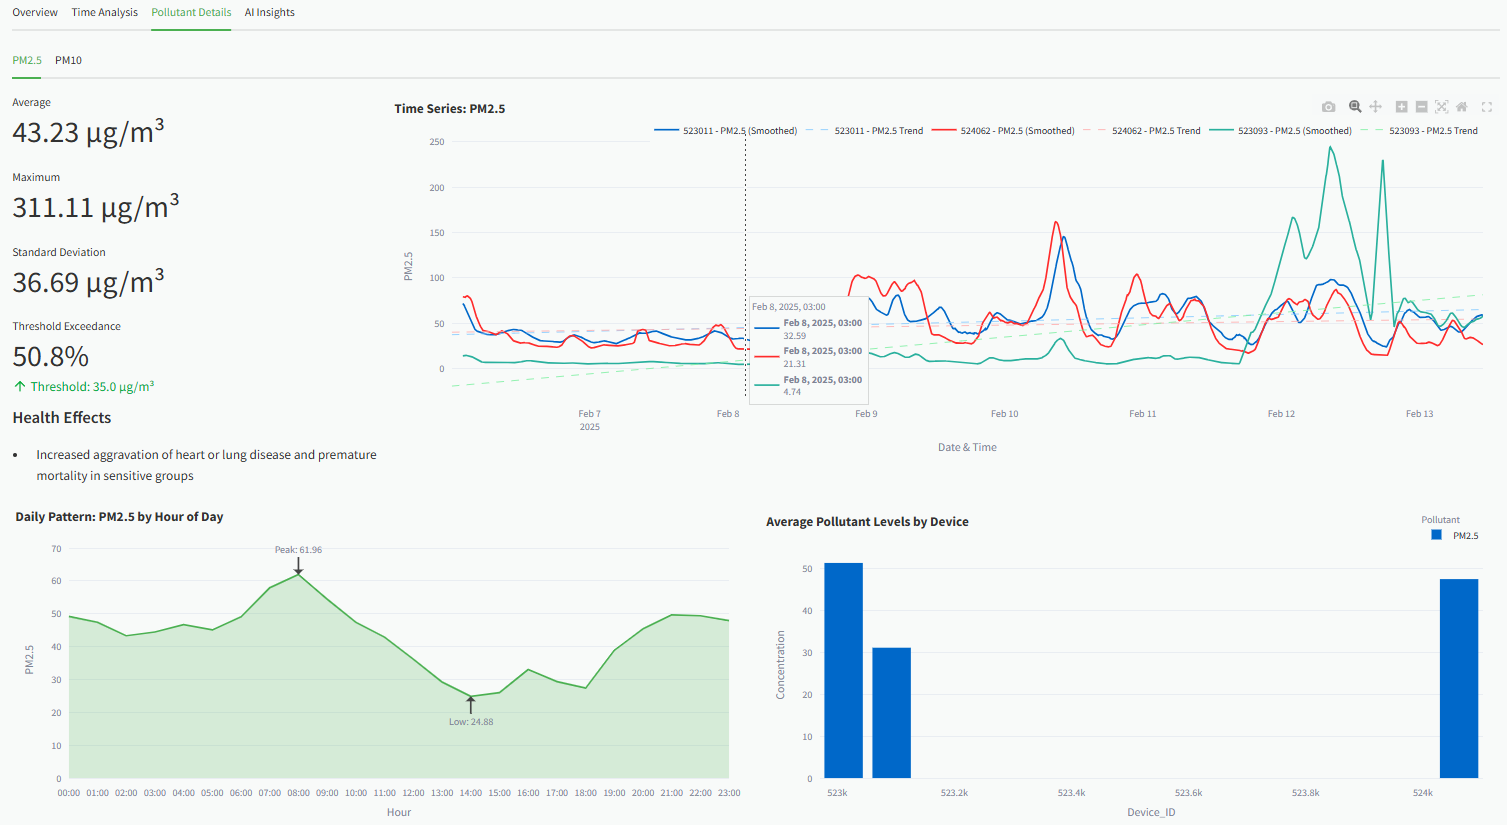 Overview Time Analysis Pollutant Details AI Insights
PM2.5 PM10
Average
43.23 µg/m³
Maximum
311.11 µg/m³
Standard Deviation
36.69 µg/m³
Threshold Exceedance
50.8%
↑ Threshold: 35.0 µg/m³
Health Effects
• Increased aggravation of heart or lung disease and premature
mortality in sensitive groups
Time Series: PM2.5
523011 - PM2.5 (Smoothed) 523011 - PM2.5 Trend 524062 - PM2.5 (Smoothed) 524062 - PM2.5 Trend 523093 - PM2.5 (Smoothed) 523093 - PM2.5 Trend
250
200
150
100
50
0
PM2.5
Feb 8, 2025, 03:00
Feb 8, 2025, 03:00
32.59
Feb 8, 2025, 03:00
21.31
Feb 8, 2025, 03:00
4.74
Feb 7 Feb 8 Feb 9 Feb 10 Feb 11 Feb 12 Feb 13
2025
Date & Time
Daily Pattern: PM2.5 by Hour of Day
Peak: 61.96
70
60
50
40
30
20
10
0
PM2.5
Low: 24.88
00:00 01:00 02:00 03:00 04:00 05:00 06:00 07:00 08:00 09:00 10:00 11:00 12:00 13:00 14:00 15:00 16:00 17:00 18:00 19:00 20:00 21:00 22:00 23:00
Hour
Average Pollutant Levels by Device
Pollutant
PM2.5
50
40
30
20
10
0
Concentration
523k 523.2k 523.4k 523.6k 523.8k 524k
Device_ID